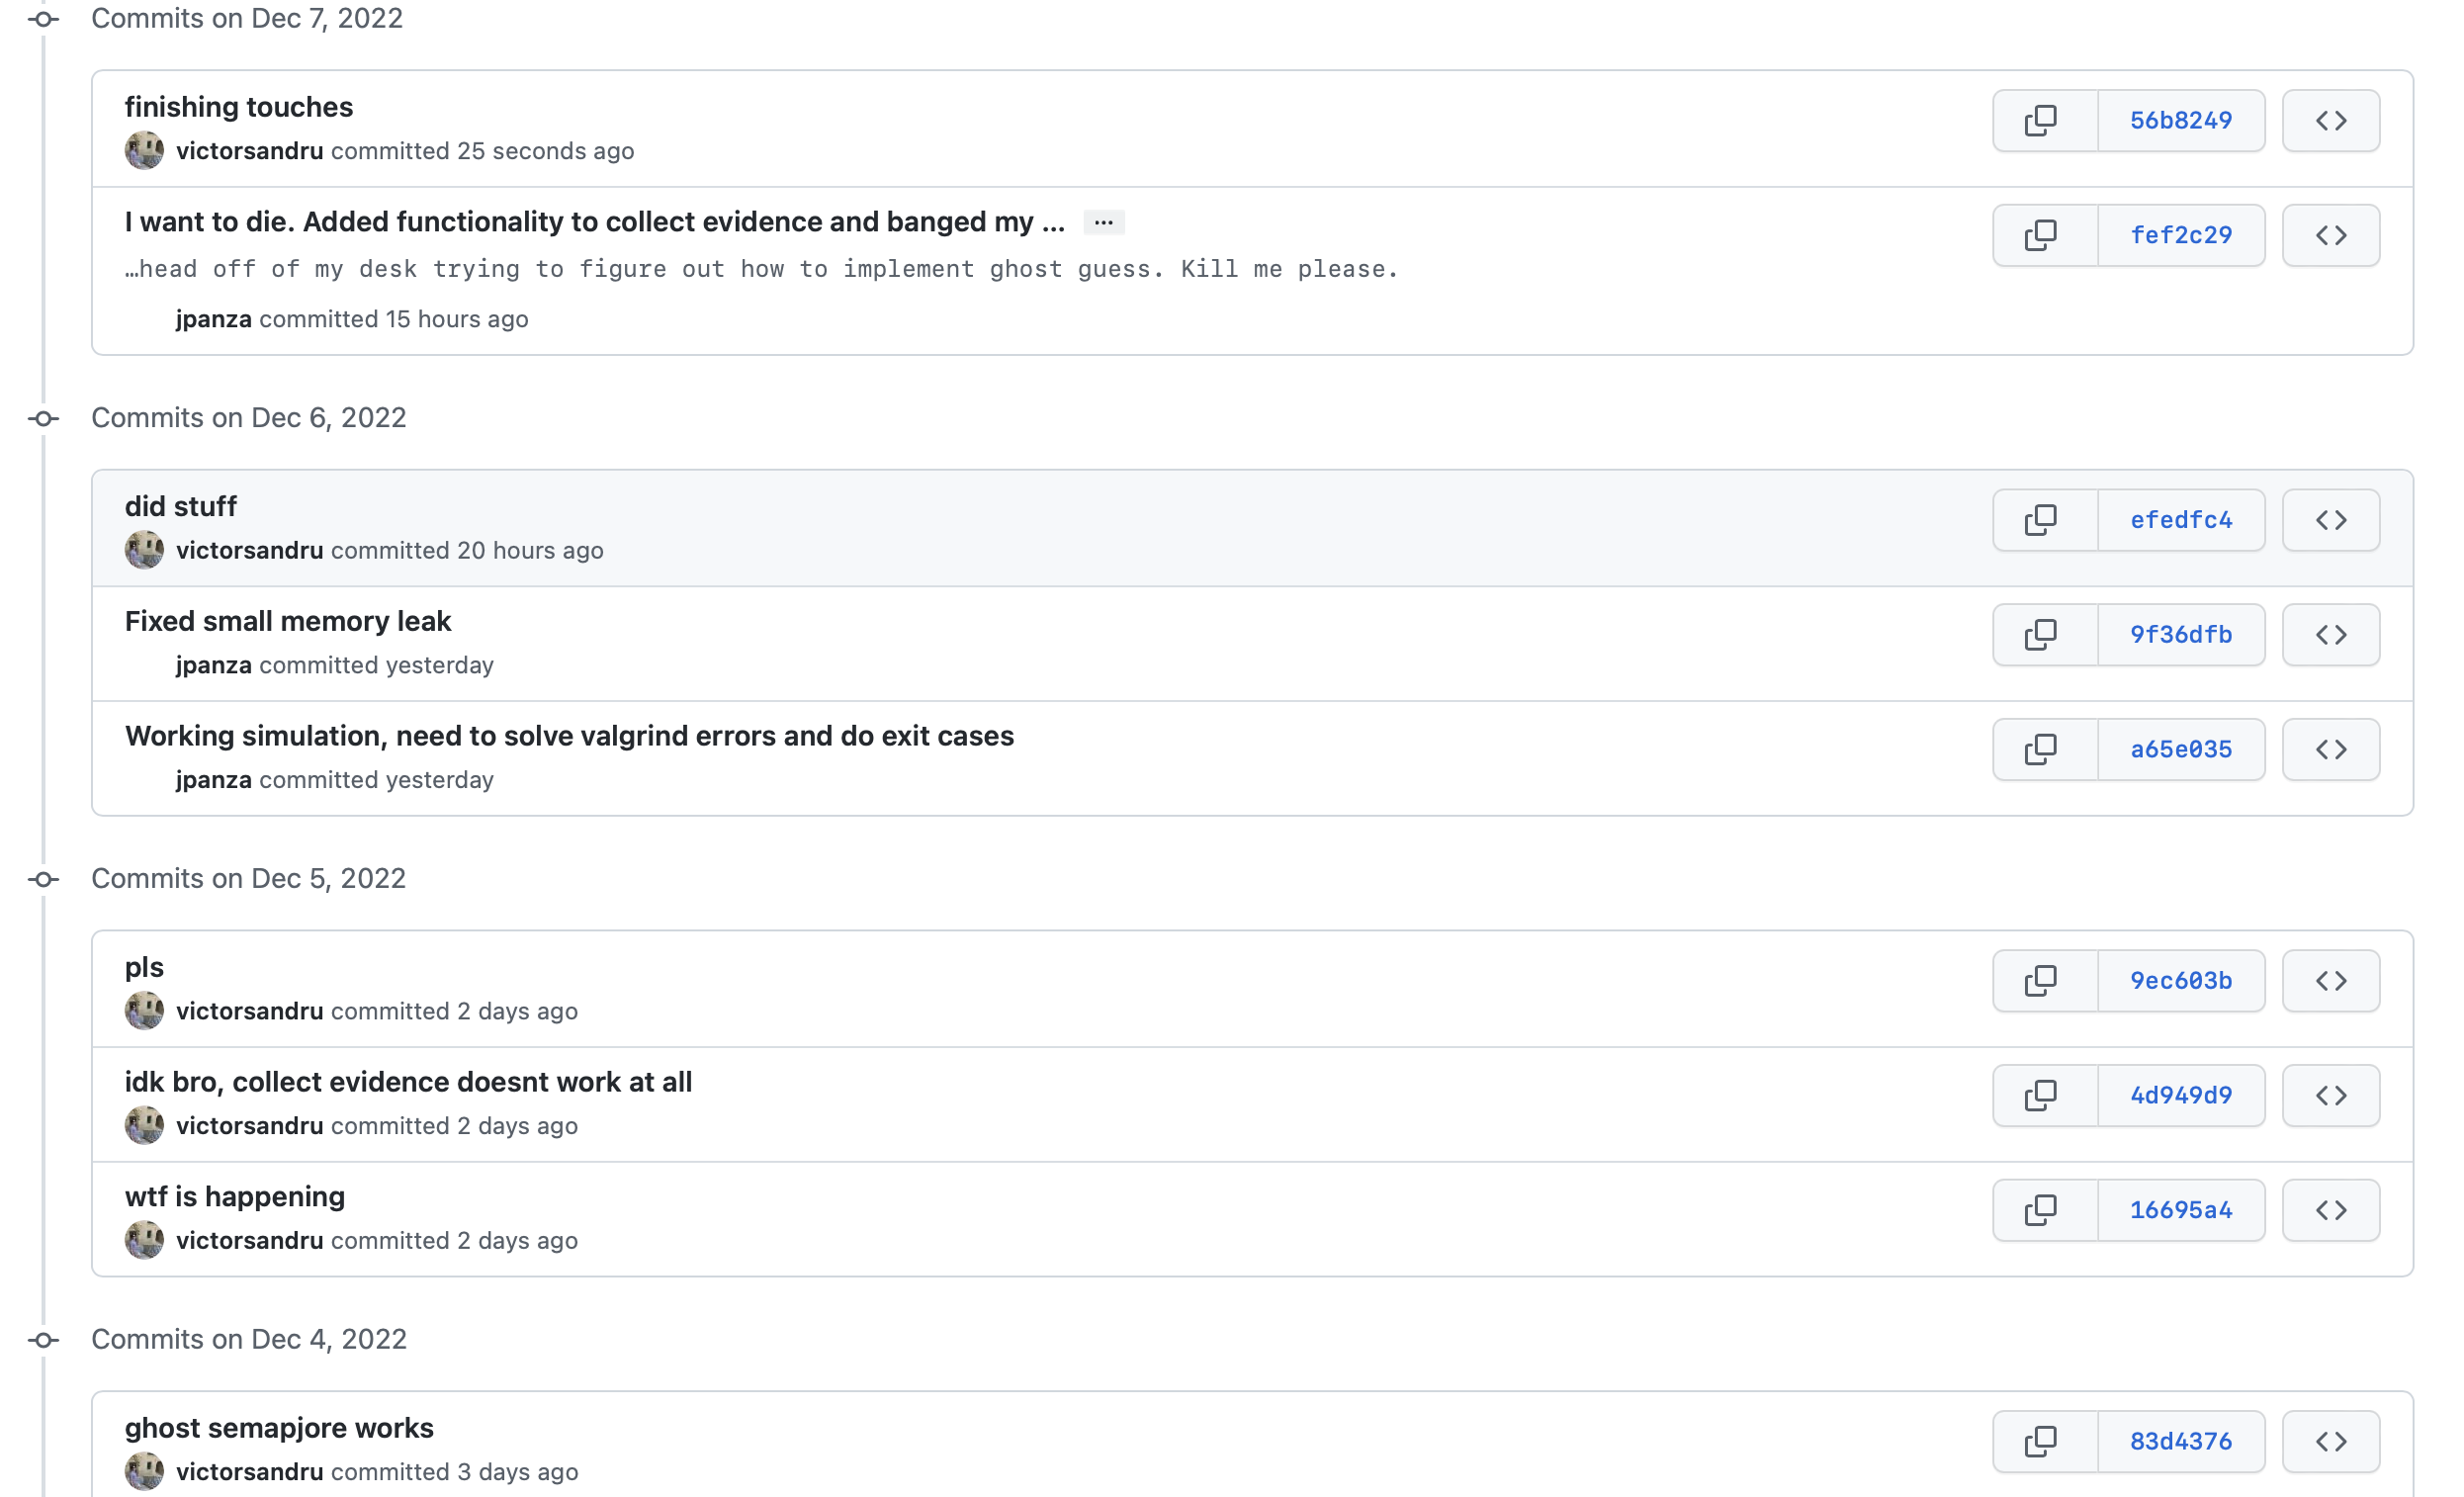 Commits on Dec 7, 2022
finishing touches
56b8249
victorsandru committed 25 seconds ago
I want to die. Added functionality to collect evidence and banged my ...
fef2c29
…head off of my desk trying to figure out how to implement ghost guess. Kill me please.
jpanza committed 15 hours ago
Commits on Dec 6, 2022
did stuff
efedfc4
victorsandru committed 20 hours ago
Fixed small memory leak
9f36dfb
jpanza committed yesterday
Working simulation, need to solve valgrind errors and do exit cases
a65e035
jpanza committed yesterday
Commits on Dec 5, 2022
pls
9ec603b
victorsandru committed 2 days ago
idk bro, collect evidence doesnt work at all
4d949d9
victorsandru committed 2 days ago
wtf is happening
16695a4
victorsandru committed 2 days ago
Commits on Dec 4, 2022
ghost semapjore works
83d4376
victorsandru committed 3 days ago